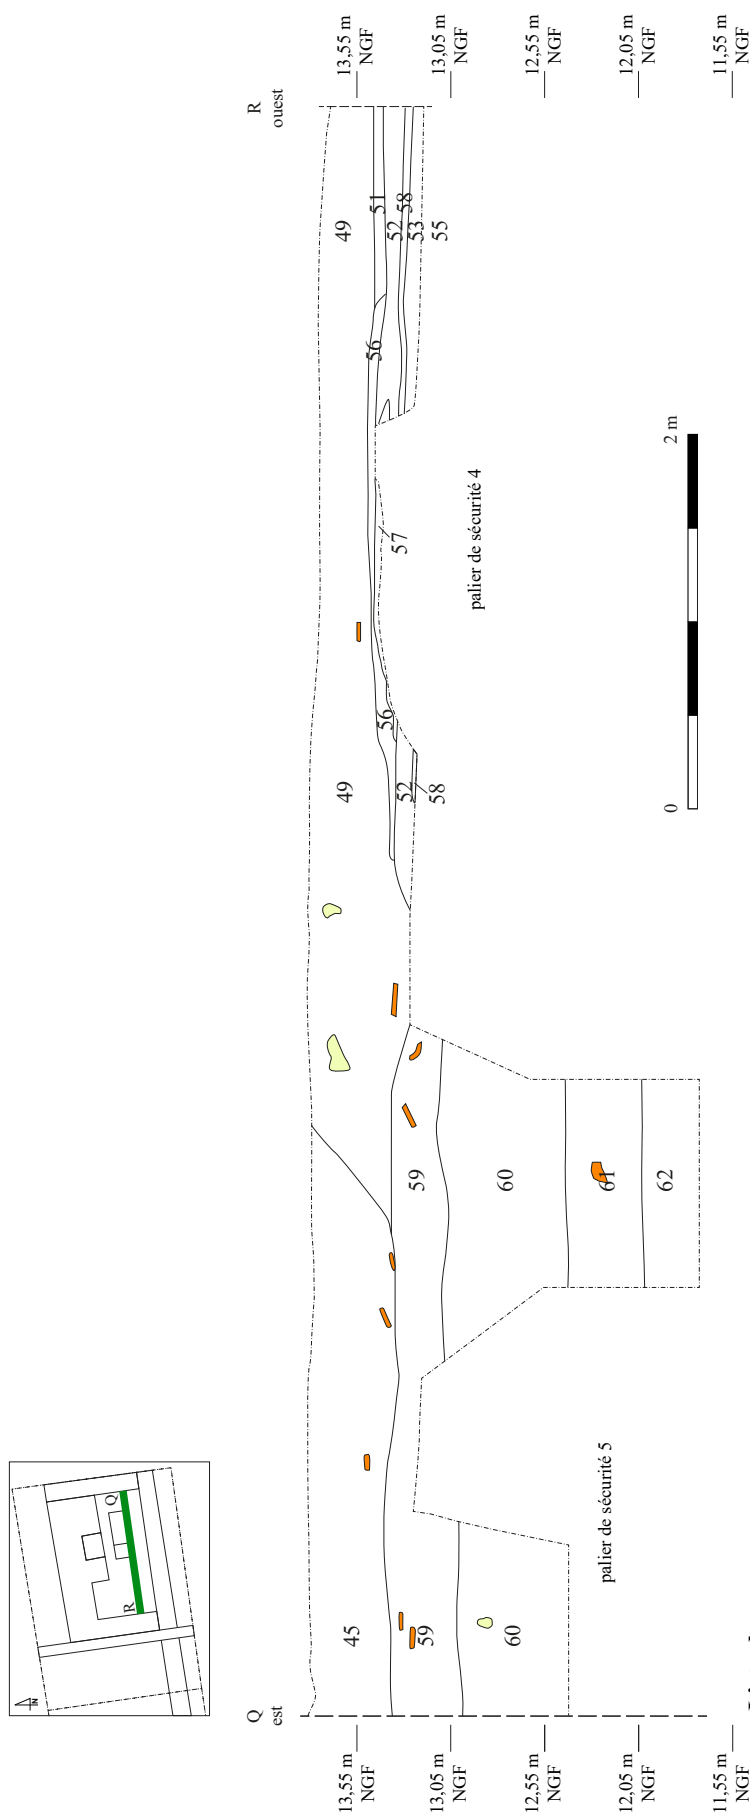 N
R
Q
Q
est
R
ouest
13,55 m
NGF
13,05 m
NGF
12,55 m
NGF
12,05 m
NGF
11,55 m
NGF
45
59
60
59
60
61
62
49
52
58
56
57
56
49
51
52
58
53
55
palier de sécurité 5
palier de sécurité 4
0
2 m
13,55 m
NGF
13,05 m
NGF
12,55 m
NGF
12,05 m
NGF
11,55 m
NGF